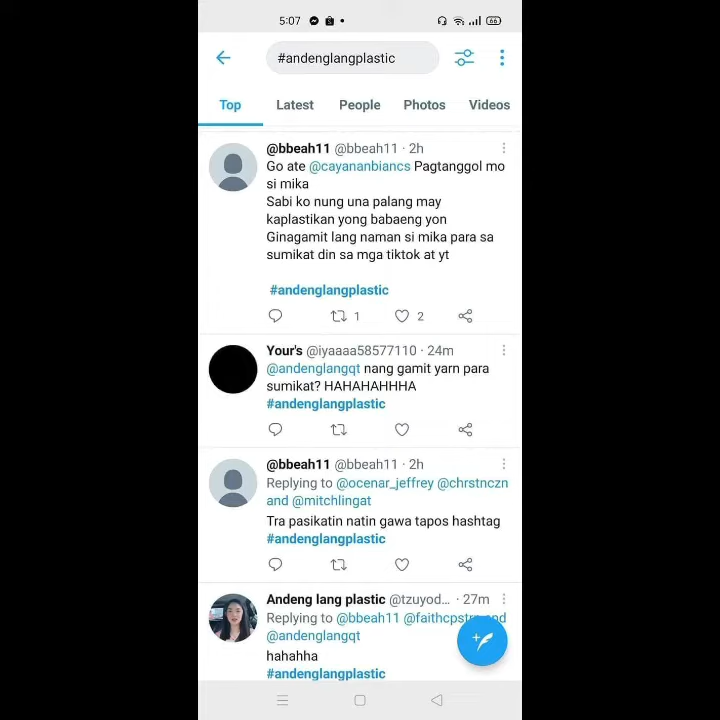 5:07
66
#andenglangplastic
Top Latest People Photos Videos
@bbeah11 @bbeah11 · 2h
Go ate @cayananbiancs Pagtanggol mo
si mika
Sabi ko nung una palang may
kaplastikan yong babaeng yon
Ginagamit lang naman si mika para sa
sumikat din sa mga tiktok at yt
#andenglangplastic
1 2
Your's @iyaaaa58577110 · 24m
@andenglangqt nang gamit yarn para
sumikat? HAHAHAHHHA
#andenglangplastic
@bbeah11 @bbeah11 · 2h
Replying to @ocenar_jeffrey @chrstnczn
and @mitchlingat
Tra pasikatin natin gawa tapos hashtag
#andenglangplastic
Andeng lang plastic @tzuyod... · 27m
Replying to @bbeah11 @faithcpstr and
@andenglangqt
hahahha
#andenglangplastic